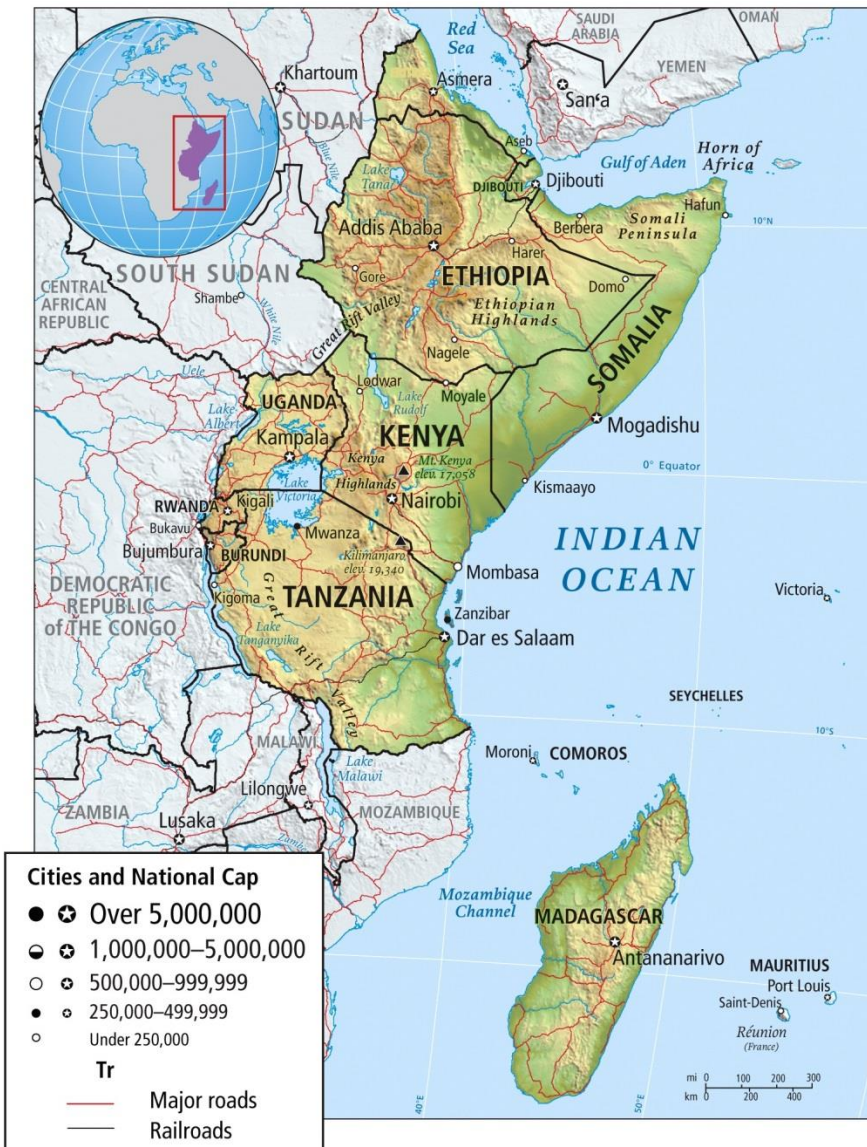 Red
Sea
SAUDI
ARABIA
OMAN
YEMEN
Khartoum
Asmera
San'a
SUDAN
Blue Nile
Aseb
Gulf of Aden
Horn of
Africa
Lake
Tana
DJIBOUTI
Djibouti
Hafun
10°N
Berbera
Somali
Peninsula
Addis Ababa
Harer
SOUTH SUDAN
Gore
ETHIOPIA
Domo
CENTRAL
AFRICAN
REPUBLIC
Shambe
White Nile
Great Rift Valley
Ethiopian
Highlands
SOMALIA
Nagele
Uele
Lodwar
Lake
Rudolf
Moyale
UGANDA
Lake
Albert
Kampala
KENYA
Mogadishu
Kenya
Highlands
Mt. Kenya
elev. 17,058
0° Equator
Lake
Victoria
Kismaayo
RWANDA
Kigali
Nairobi
Bukavu
Mwanza
Bujumbura
BURUNDI
Kilimanjaro,
elev. 19,340
INDIAN
OCEAN
Mombasa
DEMOCRATIC
REPUBLIC
of THE CONGO
Kigoma
TANZANIA
Victoria
Zanzibar
Great Rift Valley
Lake
Tanganyika
Dar es Salaam
SEYCHELLES
10°S
MALAWI
Moroni
COMOROS
Lake
Malawi
Lilongwe
ZAMBIA
MOZAMBIQUE
Lusaka
Mozambique
Channel
MADAGASCAR
Antananarivo
MAURITIUS
Port Louis
Saint-Denis
Réunion
(France)
mi 0 100 200 300
km 0 200 400
40°E
50°E
Cities and National Cap
Over 5,000,000
1,000,000–5,000,000
500,000–999,999
250,000–499,999
Under 250,000
Tr
Major roads
Railroads